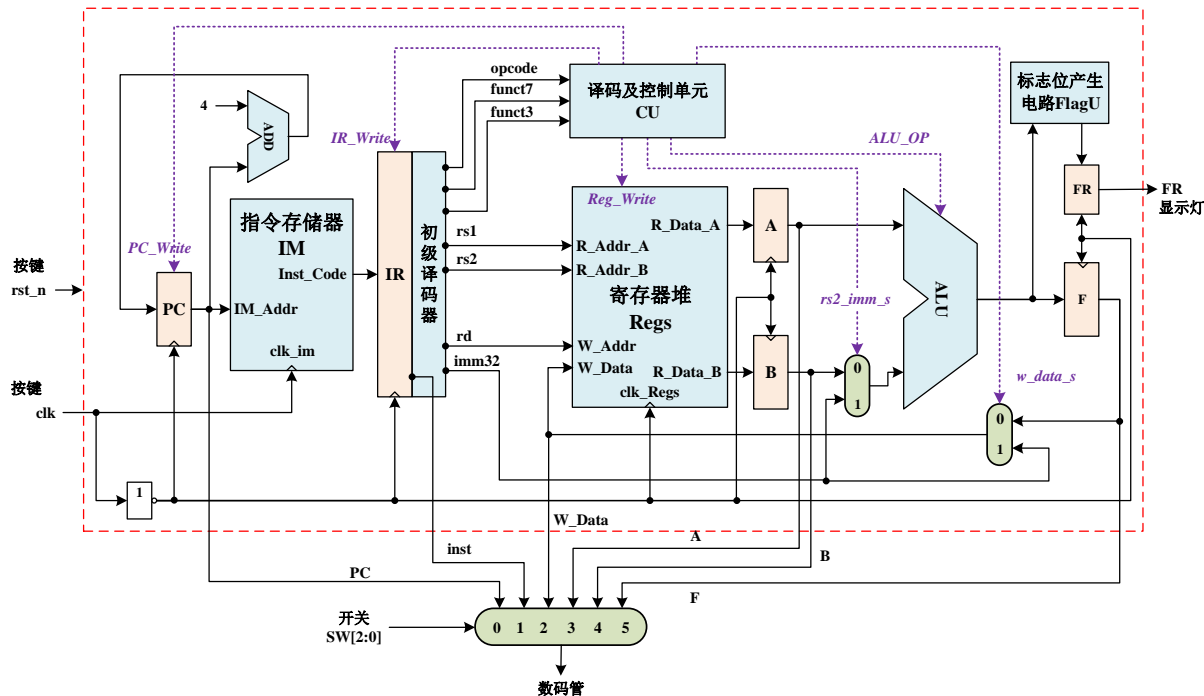 opcode
funct7
funct3
译码及控制单元
CU
标志位产生
电路FlagU
4
ADD
IR_Write
ALU_OP
FR
FR
显示灯
Reg_Write
指令存储器
IM
Inst_Code
IM_Addr
clk_im
PC_Write
PC
按键
rst_n
IR
初级译码器
rs1
rs2
rd
imm32
R_Data_A
R_Addr_A
R_Addr_B
寄存器堆
Regs
W_Addr
W_Data
R_Data_B
clk_Regs
A
B
rs2_imm_s
0
1
ALU
F
w_data_s
0
1
按键
clk
1
W_Data
A
inst
B
PC
F
开关
SW[2:0]
0 1 2 3 4 5
数码管